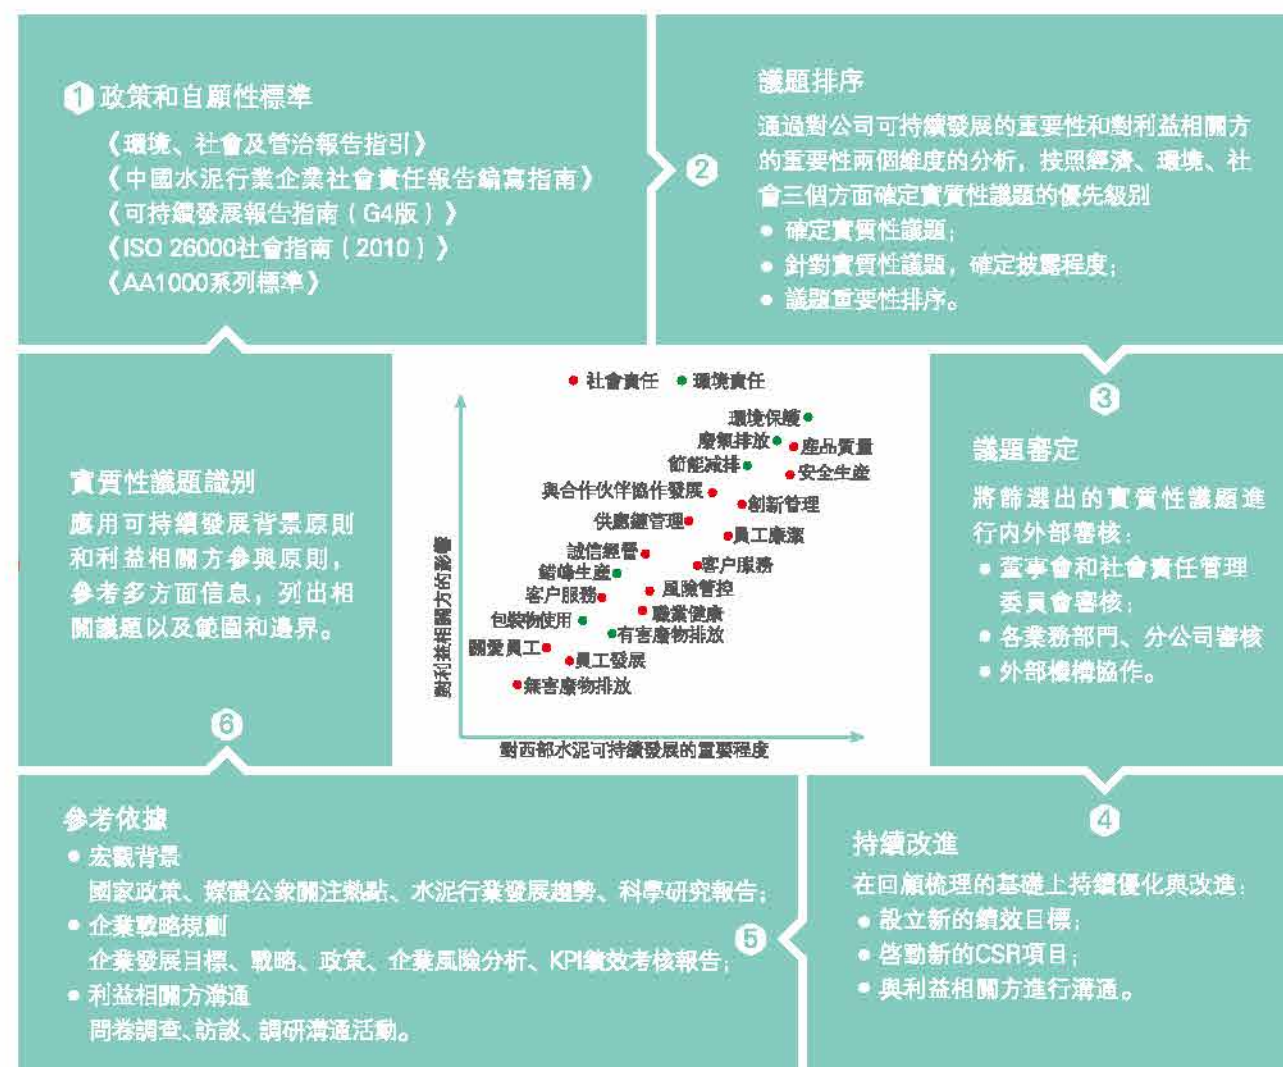 1 政策和自願性標準
《環境、社會及管治報告指引》
《中國水泥行業企業社會責任報告編寫指南》
《可持續發展報告指南（G4版）》
《ISO 26000社會指南（2010）》
《AA1000系列標準》
2
議題排序
通過對公司可持續發展的重要性和對利益相關方
的重要性兩個維度的分析，按照經濟、環境、社
會三個方面確定實質性議題的優先級别
• 確定實質性議題；
• 針對實質性議題，確定披露程度；
• 議題重要性排序。
3
議題審定
將篩選出的實質性議題進
行内外部審核：
• 董事會和社會責任管理
委員會審核；
• 各業務部門、分公司審核
• 外部機構協作。
4
持續改進
在回顧梳理的基礎上持續優化與改進：
• 設立新的績效目標；
• 啓動新的CSR項目；
• 與利益相關方進行溝通。
5
參考依據
• 宏觀背景
國家政策、媒體公衆關注熱點、水泥行業發展趨勢、科學研究報告；
• 企業戰略規劃
企業發展目標、戰略、政策、企業風險分析、KPI績效考核報告；
• 利益相關方溝通
問卷調查、訪談、調研溝通活動。
6
實質性議題識别
應用可持續發展背景原則
和利益相關方參與原則，
參考多方面信息，列出相
關議題以及範圍和邊界。
社會責任
環境責任
環境保護
廢氣排放
産品質量
節能减排
安全生産
與合作伙伴協作發展
創新管理
供應鏈管理
員工廉潔
誠信經營
客户服務
錯峰生産
風險管控
客户服務
職業健康
包裝物使用
有害廢物排放
關愛員工
員工發展
無害廢物排放
對利益相關方的影響
對西部水泥可持續發展的重要程度